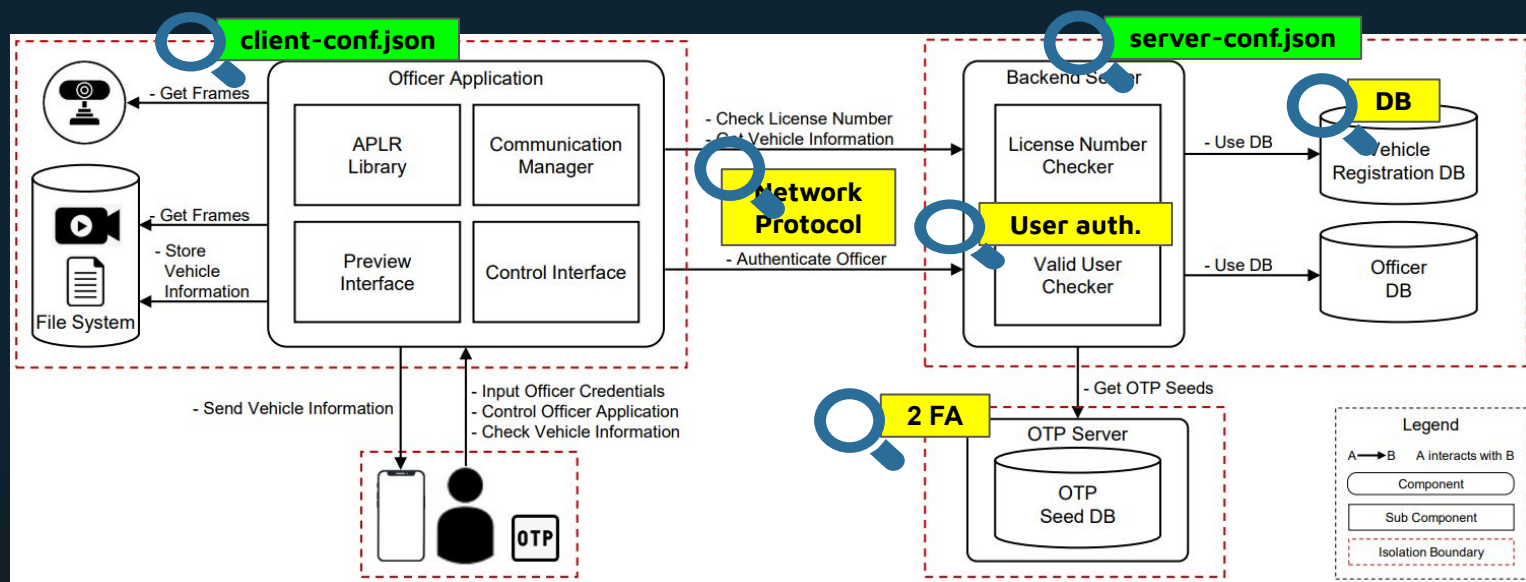 client-conf.json
server-conf.json
Officer Application
- Get Frames
APLR
Library
Communication
Manager
- Get Frames
- Store
Vehicle
Information
Preview
Interface
Control Interface
File System
- Check License Number
- Get Vehicle Information
Network
Protocol
- Authenticate Officer
Backend Server
License Number
Checker
User auth.
Valid User
Checker
- Use DB
DB
Vehicle
Registration DB
- Use DB
Officer
DB
- Send Vehicle Information
- Input Officer Credentials
- Control Officer Application
- Check Vehicle Information
OTP
- Get OTP Seeds
2 FA
OTP Server
OTP
Seed DB
Legend
A B A interacts with B
Component
Sub Component
Isolation Boundary